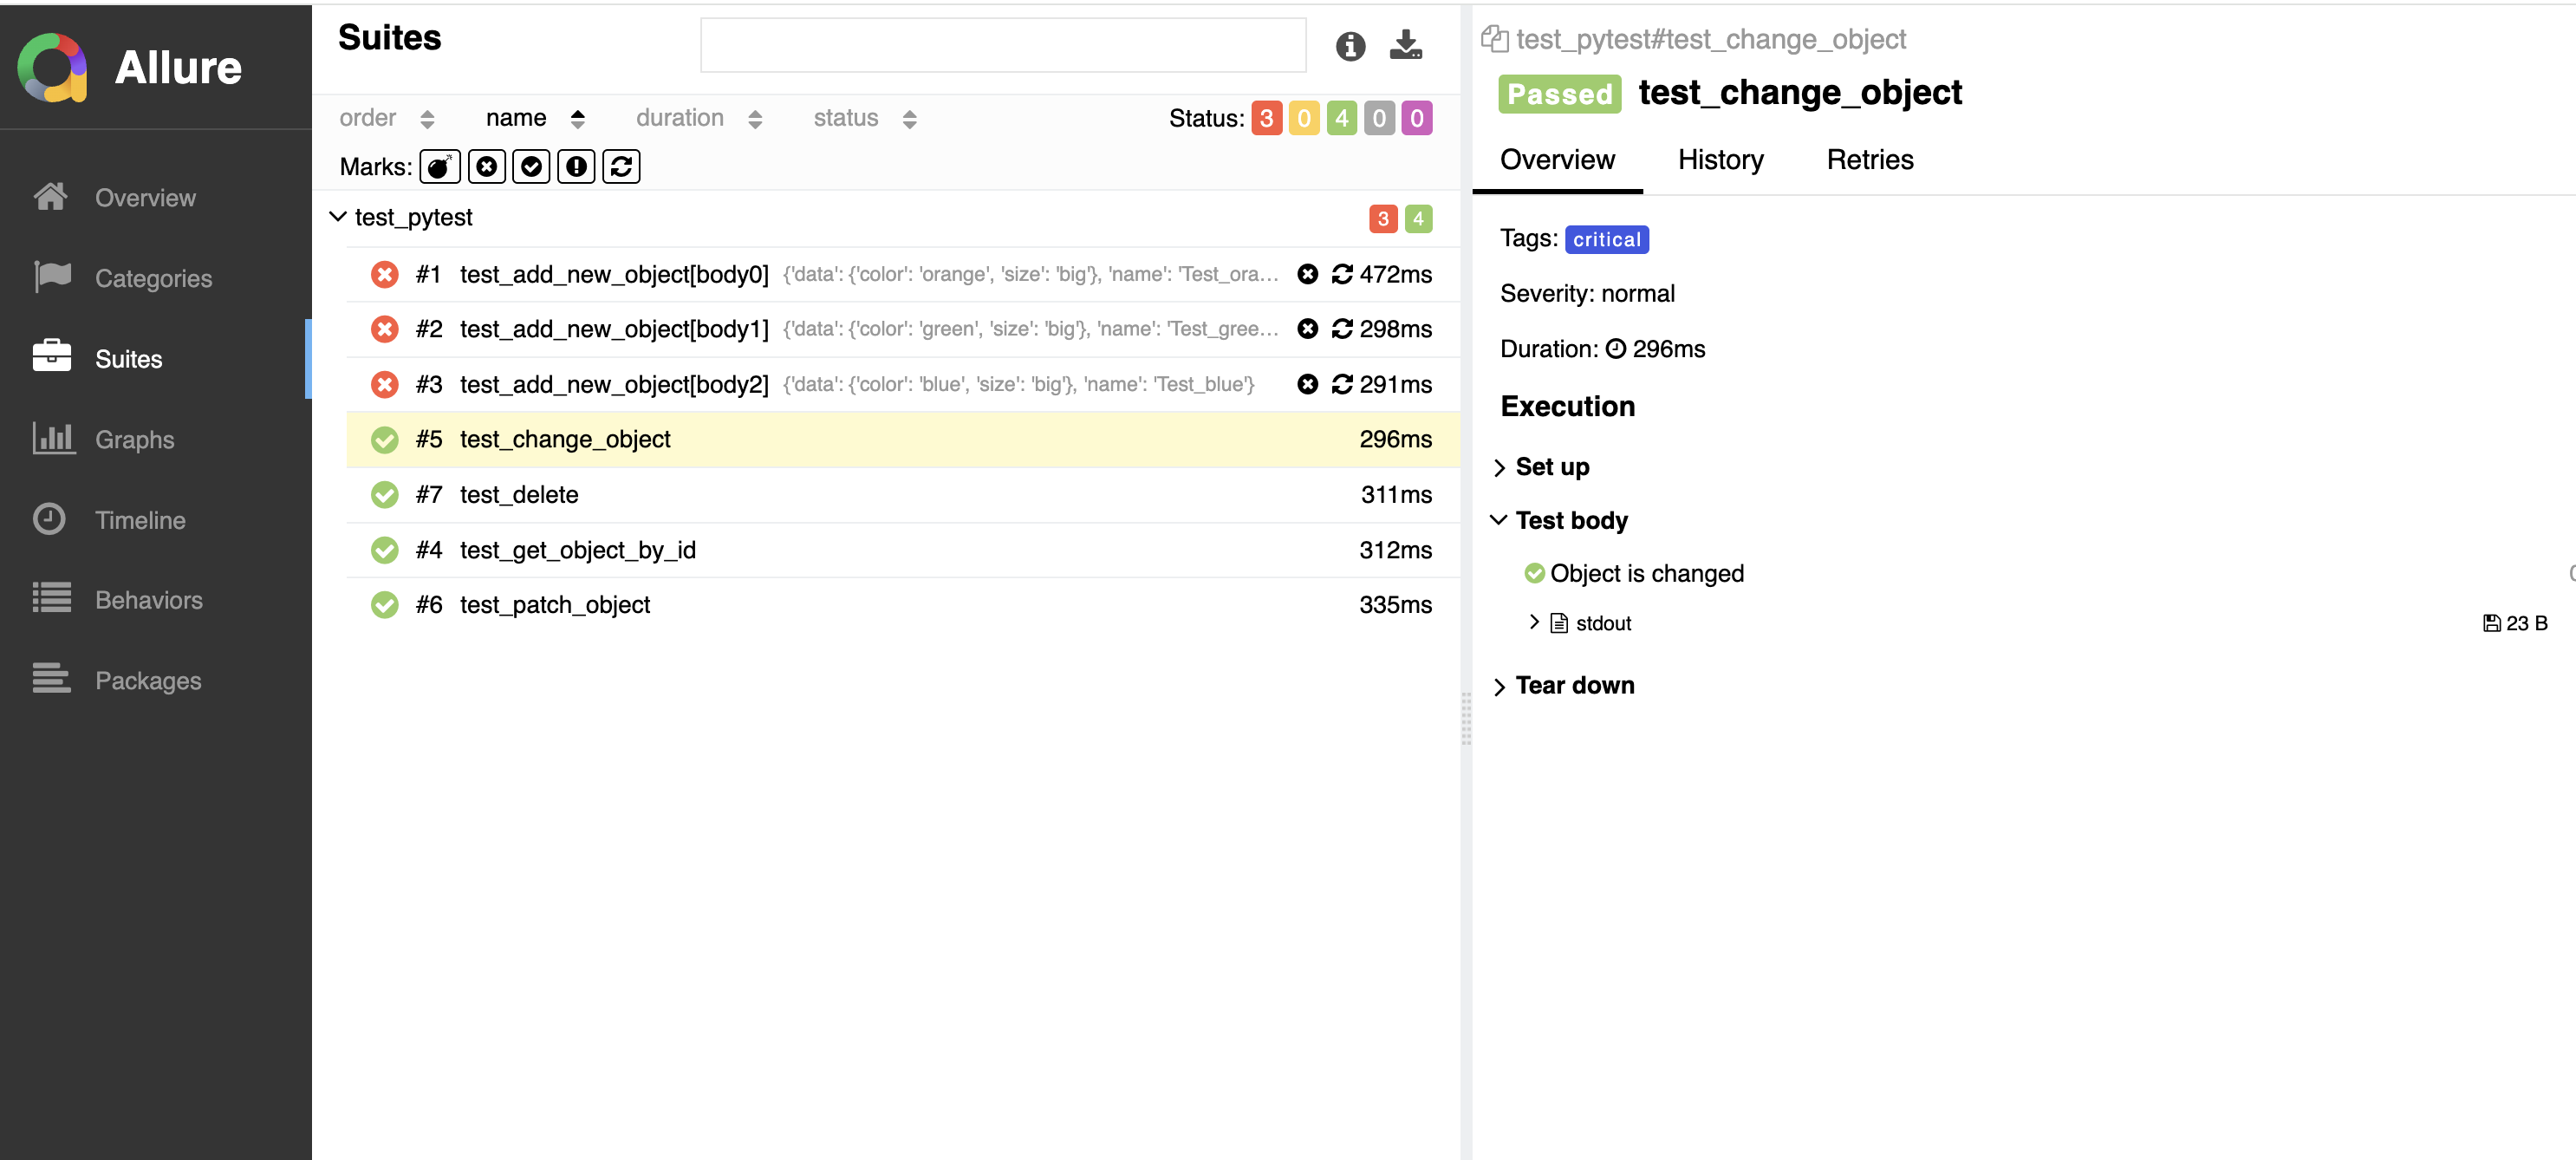 Allure
Overview
Categories
Suites
Graphs
Timeline
Behaviors
Packages
Suites
order name duration status Status: 3 0 4 0 0
Marks:
test_pytest 3 4
#1 test_add_new_object[body0] {'data': {'color': 'orange', 'size': 'big'}, 'name': 'Test_ora... 472ms
#2 test_add_new_object[body1] {'data': {'color': 'green', 'size': 'big'}, 'name': 'Test_gree... 298ms
#3 test_add_new_object[body2] {'data': {'color': 'blue', 'size': 'big'}, 'name': 'Test_blue'} 291ms
#5 test_change_object 296ms
#7 test_delete 311ms
#4 test_get_object_by_id 312ms
#6 test_patch_object 335ms
test_pytest#test_change_object
Passed test_change_object
Overview History Retries
Tags: critical
Severity: normal
Duration: 296ms
Execution
Set up
Test body
Object is changed
stdout 23 B
Tear down